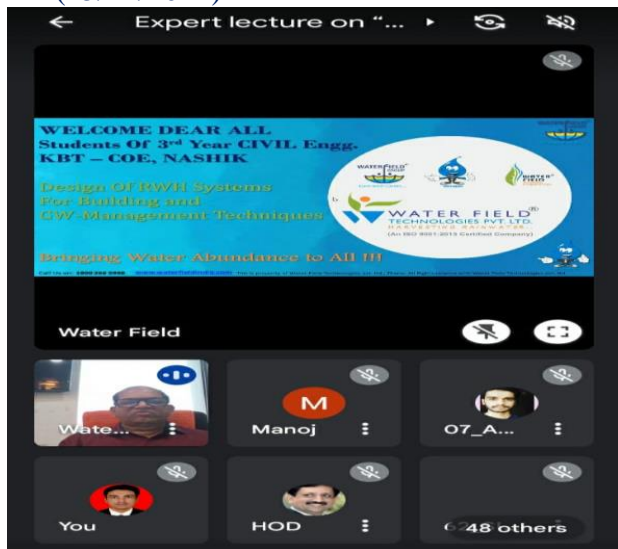 Expert lecture on “...
WELCOME DEAR ALL
Students Of 3rd Year CIVIL Engg.
KBT – COE, NASHIK
Design OF RWH Systems
For Building and
GW-Management Techniques
WATER FIELD®
TECHNOLOGIES PVT. LTD.
HARVESTING RAINWATER..
(An ISO 9001:2015 Certified Company)
Bringing Water Abundance to All !!!
Water Field
Wate...
M
Manoj
07_A...
You
HOD
48 others